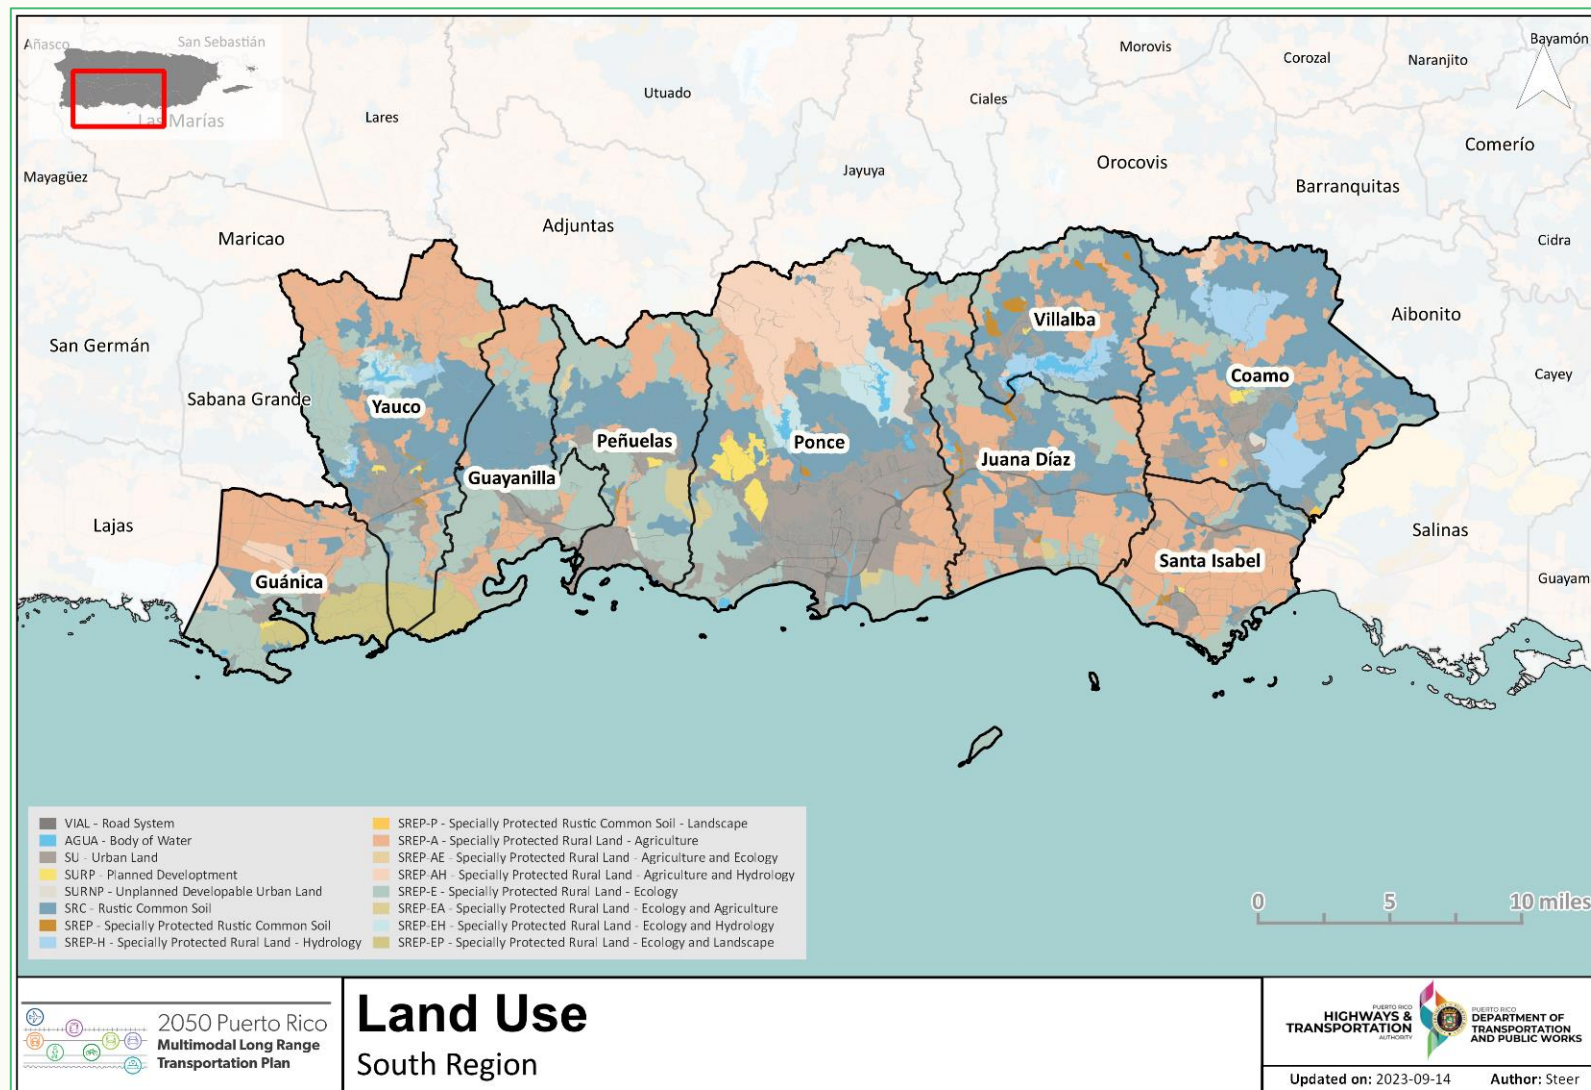 Añasco
San Sebastián
Las Marías
Mayagüez
Lares
Utuado
Morovis
Corozal
Naranjito
Bayamón
Ciales
Comerío
Jayuya
Orocovis
Barranquitas
Maricao
Adjuntas
Cidra
San Germán
Sabana Grande
Villalba
Aibonito
Yauco
Coamo
Cayey
Peñuelas
Ponce
Juana Díaz
Guayanilla
Lajas
Salinas
Guánica
Santa Isabel
Guayam
VIAL - Road System
AGUA - Body of Water
SU - Urban Land
SURP - Planned Developtment
SURNP - Unplanned Developable Urban Land
SRC - Rustic Common Soil
SREP - Specially Protected Rustic Common Soil
SREP-H - Specially Protected Rural Land - Hydrology
SREP-P - Specially Protected Rustic Common Soil - Landscape
SREP-A - Specially Protected Rural Land - Agriculture
SREP-AE - Specially Protected Rural Land - Agriculture and Ecology
SREP-AH - Specially Protected Rural Land - Agriculture and Hydrology
SREP-E - Specially Protected Rural Land - Ecology
SREP-EA - Specially Protected Rural Land - Ecology and Agriculture
SREP-EH - Specially Protected Rural Land - Ecology and Hydrology
SREP-EP - Specially Protected Rural Land - Ecology and Landscape
0 5 10 miles
2050 Puerto Rico
Multimodal Long Range
Transportation Plan
Land Use
South Region
PUERTO RICO
HIGHWAYS &
TRANSPORTATION
AUTHORITY
PUERTO RICO
DEPARTMENT OF
TRANSPORTATION
AND PUBLIC WORKS
Updated on: 2023-09-14 Author: Steer